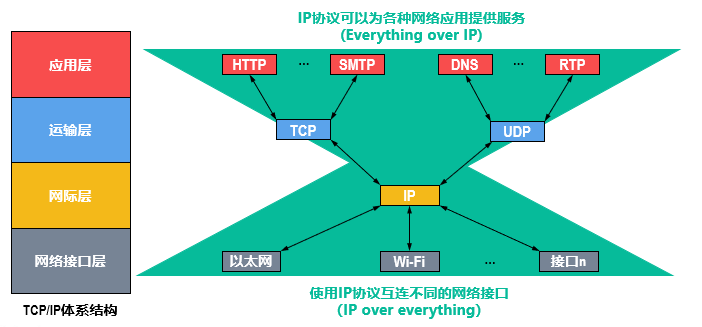 IP协议可以为各种网络应用提供服务
(Everything over IP)
应用层
HTTP ... SMTP DNS ... RTP
运输层
TCP UDP
网际层
IP
网络接口层
以太网 Wi-Fi ... 接口n
TCP/IP体系结构
使用IP协议互连不同的网络接口
(IP over everything)